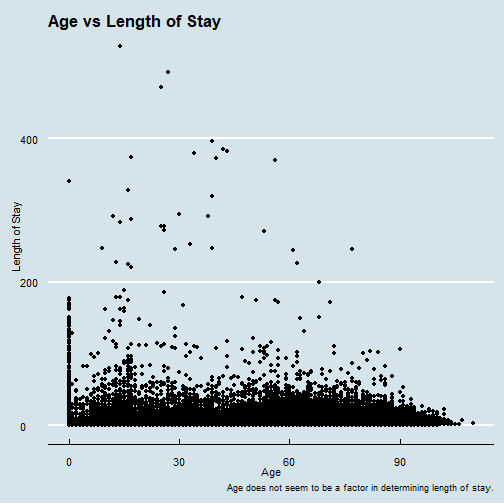 Age vs Length of Stay
Length of Stay
400
200
0
0 30 60 90
Age
Age does not seem to be a factor in determining length of stay.